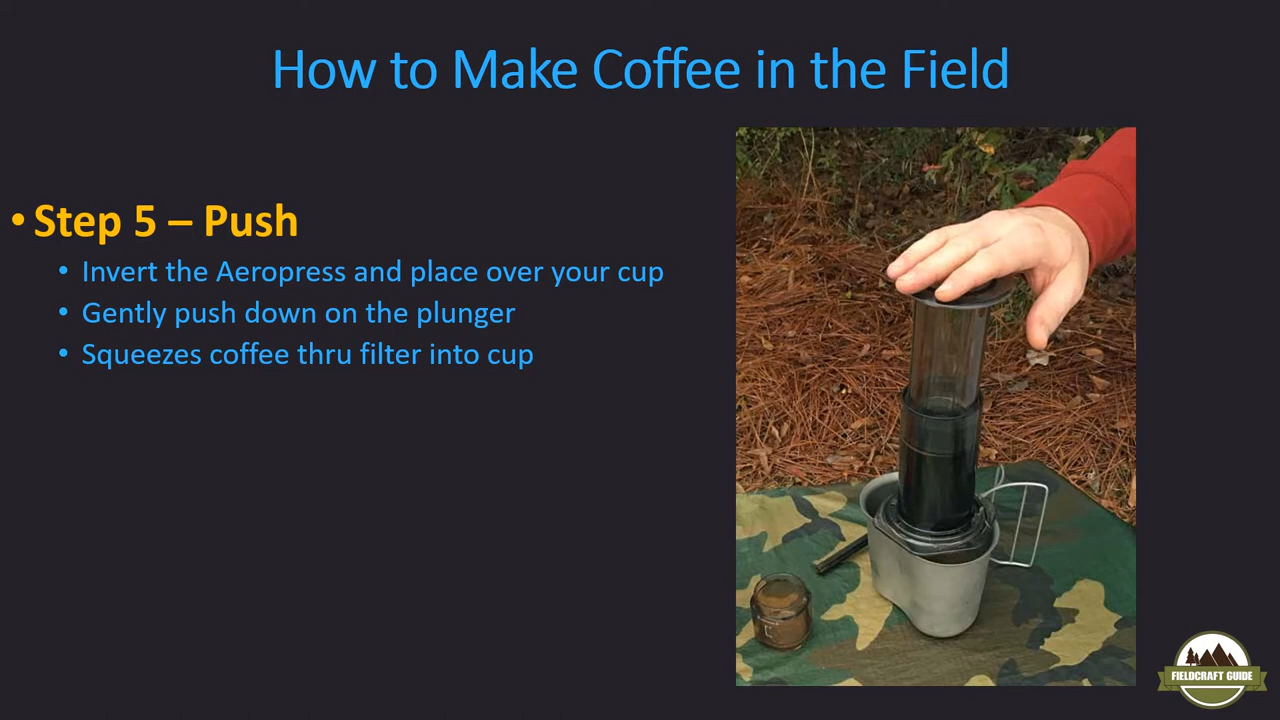 How to Make Coffee in the Field
• Step 5 – Push
• Invert the Aeropress and place over your cup
• Gently push down on the plunger
• Squeezes coffee thru filter into cup
FIELDCRAFT GUIDE